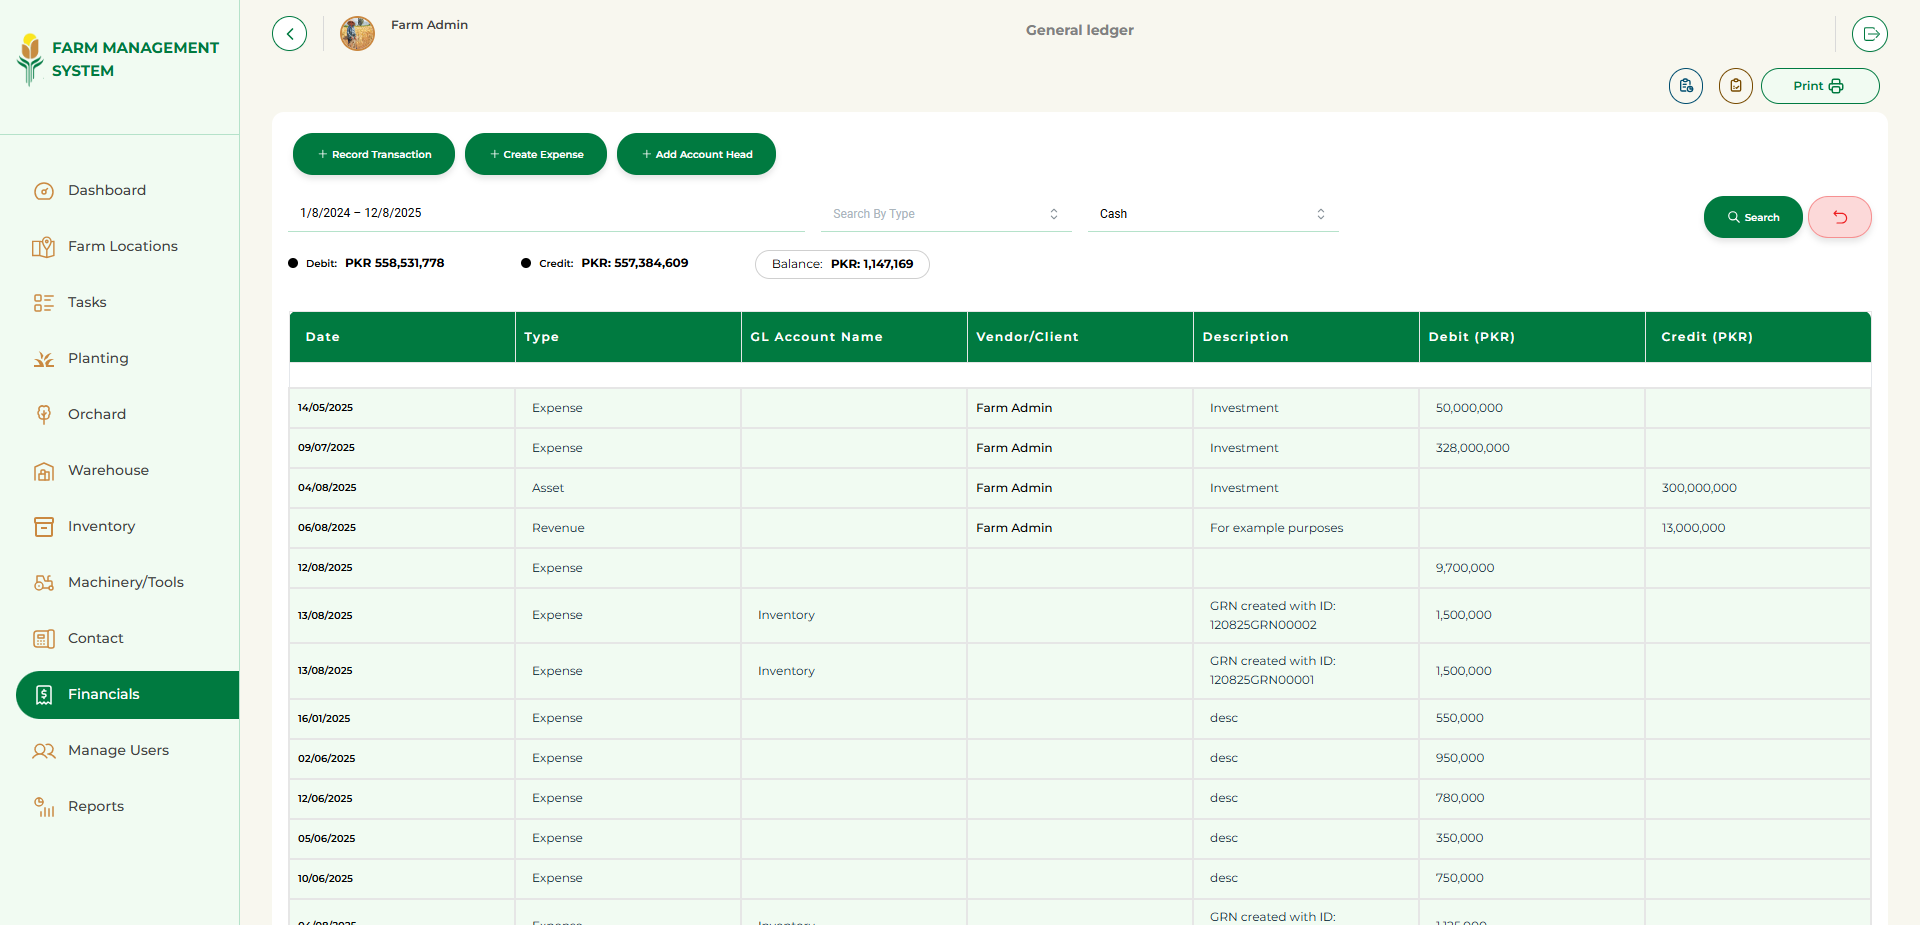 FARM MANAGEMENT
SYSTEM
Farm Admin
General ledger
Print
Dashboard
Farm Locations
Tasks
Planting
Orchard
Warehouse
Inventory
Machinery/Tools
Contact
Financials
Manage Users
Reports
+ Record Transaction + Create Expense + Add Account Head
1/8/2024 – 12/8/2025 Search By Type Cash Search
Debit: PKR 558,531,778 Credit: PKR: 557,384,609 Balance: PKR: 1,147,169
Date Type GL Account Name Vendor/Client Description Debit (PKR) Credit (PKR)
14/05/2025 Expense Farm Admin Investment 50,000,000
09/07/2025 Expense Farm Admin Investment 328,000,000
04/08/2025 Asset Farm Admin Investment 300,000,000
06/08/2025 Revenue Farm Admin For example purposes 13,000,000
12/08/2025 Expense 9,700,000
13/08/2025 Expense Inventory GRN created with ID: 1,500,000
120825GRN00002
13/08/2025 Expense Inventory GRN created with ID: 1,500,000
120825GRN00001
16/01/2025 Expense desc 550,000
02/06/2025 Expense desc 950,000
12/06/2025 Expense desc 780,000
05/06/2025 Expense desc 350,000
10/06/2025 Expense desc 750,000
GRN created with ID: